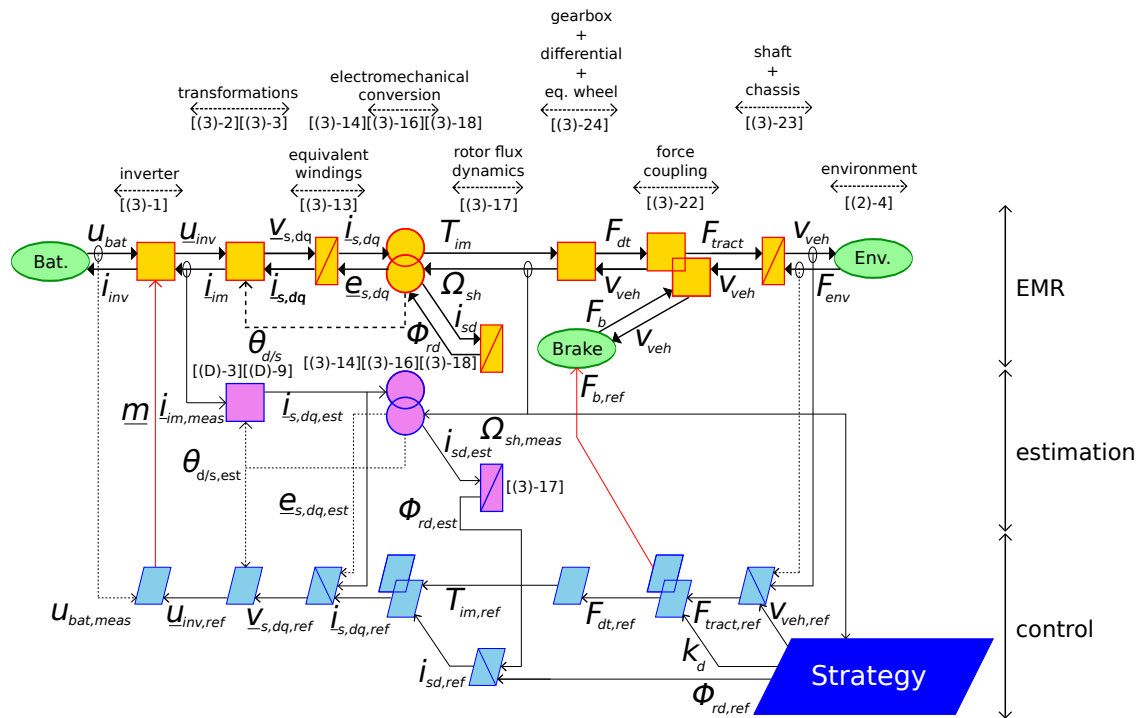 gearbox
+
differential
+
eq. wheel
[(3)-24]
shaft
+
chassis
[(3)-23]
electromechanical
conversion
[(3)-14][(3)-16][(3)-18]
transformations
[(3)-2][(3)-3]
inverter
[(3)-1]
equivalent
windings
[(3)-13]
rotor flux
dynamics
[(3)-17]
force
coupling
[(3)-22]
environment
[(2)-4]
u_bat
u_inv
v_s,dq
i_s,dq
T_im
F_dt
F_tract
v_veh
Bat.
Env.
i_inv
i_im
i_s,dq
e_s,dq
Ω_sh
v_veh
v_veh
F_env
EMR
i_sd
Φ_rd
θ_d/s
F_b
v_veh
Brake
[(D)-3][(D)-9]
[(3)-14][(3)-16][(3)-18]
F_b,ref
m
i_im,meas
i_s,dq,est
Ω_sh,meas
i_sd,est
estimation
θ_d/s,est
[(3)-17]
e_s,dq,est
Φ_rd,est
u_bat,meas
u_inv,ref
v_s,dq,ref
i_s,dq,ref
T_im,ref
F_dt,ref
F_tract,ref
v_veh,ref
control
k_d
i_sd,ref
Φ_rd,ref
Strategy